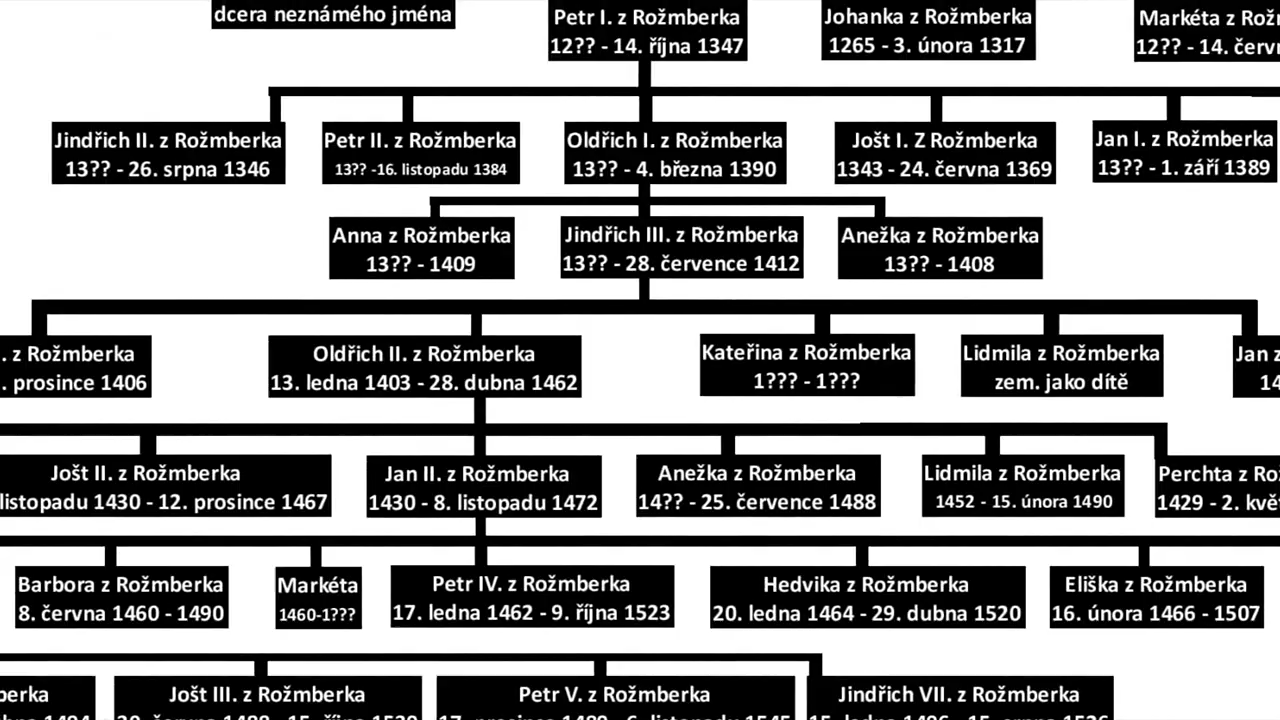 dcera neznámého jména
Petr I. z Rožmberka
12?? - 14. října 1347
Johanka z Rožmberka
1265 - 3. února 1317
Markéta z
12?? - 14.
Jindřich II. z Rožmberka
13?? - 26. srpna 1346
Petr II. z Rožmberka
13?? -16. listopadu 1384
Oldřich I. z Rožmberka
13?? - 4. března 1390
Jošt I. Z Rožmberka
1343 - 24. června 1369
Jan I. z Rožmberka
13?? - 1. září 1389
Anna z Rožmberka
13?? - 1409
Jindřich III. z Rožmberka
13?? - 28. července 1412
Anežka z Rožmberka
13?? - 1408
. z Rožmberka
. prosince 1406
Oldřich II. z Rožmberka
13. ledna 1403 - 28. dubna 1462
Kateřina z Rožmberka
1??? - 1???
Lidmila z Rožmberka
zem. jako dítě
Jan z
Jošt II. z Rožmberka
listopadu 1430 - 12. prosince 1467
Jan II. z Rožmberka
1430 - 8. listopadu 1472
Anežka z Rožmberka
14?? - 25. července 1488
Lidmila z Rožmberka
1452 - 15. února 1490
Perchta z
1429 - 2.
Barbora z Rožmberka
8. června 1460 - 1490
Markéta
1460-1???
Petr IV. z Rožmberka
17. ledna 1462 - 9. října 1523
Hedvika z Rožmberka
20. ledna 1464 - 29. dubna 1520
Eliška z Rožmberka
16. února 1466 - 1507
Jošt III. z Rožmberka
Petr V. z Rožmberka
Jindřich VII. z Rožmberka